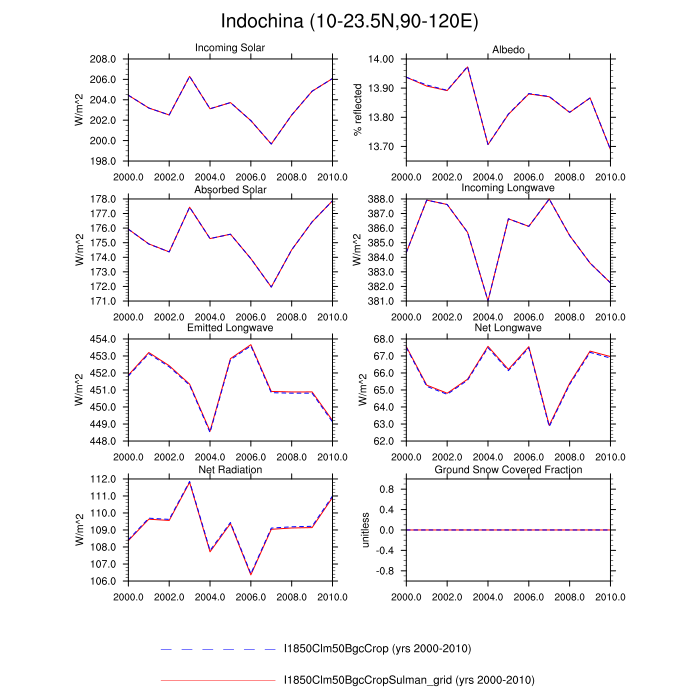 Indochina (10-23.5N,90-120E)
Incoming Solar
W/m^2
208.0
206.0
204.0
202.0
200.0
198.0
2000.0 2002.0 2004.0 2006.0 2008.0 2010.0
Albedo
% reflected
14.00
13.90
13.80
13.70
2000.0 2002.0 2004.0 2006.0 2008.0 2010.0
Absorbed Solar
W/m^2
178.0
177.0
176.0
175.0
174.0
173.0
172.0
171.0
2000.0 2002.0 2004.0 2006.0 2008.0 2010.0
Incoming Longwave
W/m^2
388.0
387.0
386.0
385.0
384.0
383.0
382.0
381.0
2000.0 2002.0 2004.0 2006.0 2008.0 2010.0
Emitted Longwave
W/m^2
454.0
453.0
452.0
451.0
450.0
449.0
448.0
2000.0 2002.0 2004.0 2006.0 2008.0 2010.0
Net Longwave
W/m^2
68.0
67.0
66.0
65.0
64.0
63.0
62.0
2000.0 2002.0 2004.0 2006.0 2008.0 2010.0
Net Radiation
W/m^2
112.0
111.0
110.0
109.0
108.0
107.0
106.0
2000.0 2002.0 2004.0 2006.0 2008.0 2010.0
Ground Snow Covered Fraction
unitless
0.8
0.4
0.0
-0.4
-0.8
2000.0 2002.0 2004.0 2006.0 2008.0 2010.0
I1850Clm50BgcCrop (yrs 2000-2010)
I1850Clm50BgcCropSulman_grid (yrs 2000-2010)